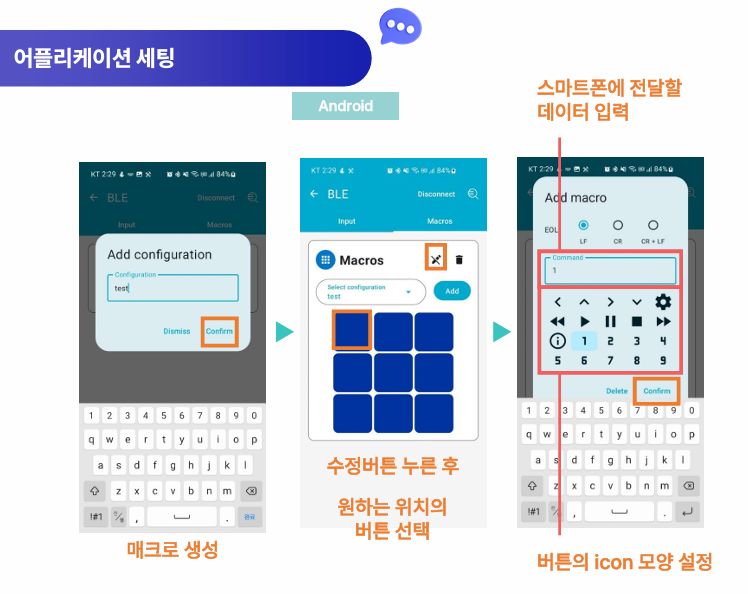 어플리케이션 세팅
Android
스마트폰에 전달할
데이터 입력
KT 2:29
84%
BLE
Disconnect
Input
Macros
Add configuration
Configuration
test
Dismiss
Confirm
1 2 3 4 5 6 7 8 9 0
q w e r t y u i o p
a s d f g h j k l
z x c v b n m
!#1
한/영
,
.
완료
매크로 생성
KT 2:29
84%
BLE
Disconnect
Input
Macros
Macros
Select configuration
test
Add
수정버튼 누른 후
원하는 위치의
버튼 선택
KT 2:29
84%
Add macro
EOL
LF
CR
CR + LF
Command
1
1 2 3 4
5 6 7 8 9
Delete
Confirm
1 2 3 4 5 6 7 8 9 0
q w e r t y u i o p
a s d f g h j k l
z x c v b n m
!#1
한/영
,
.
버튼의 icon 모양 설정